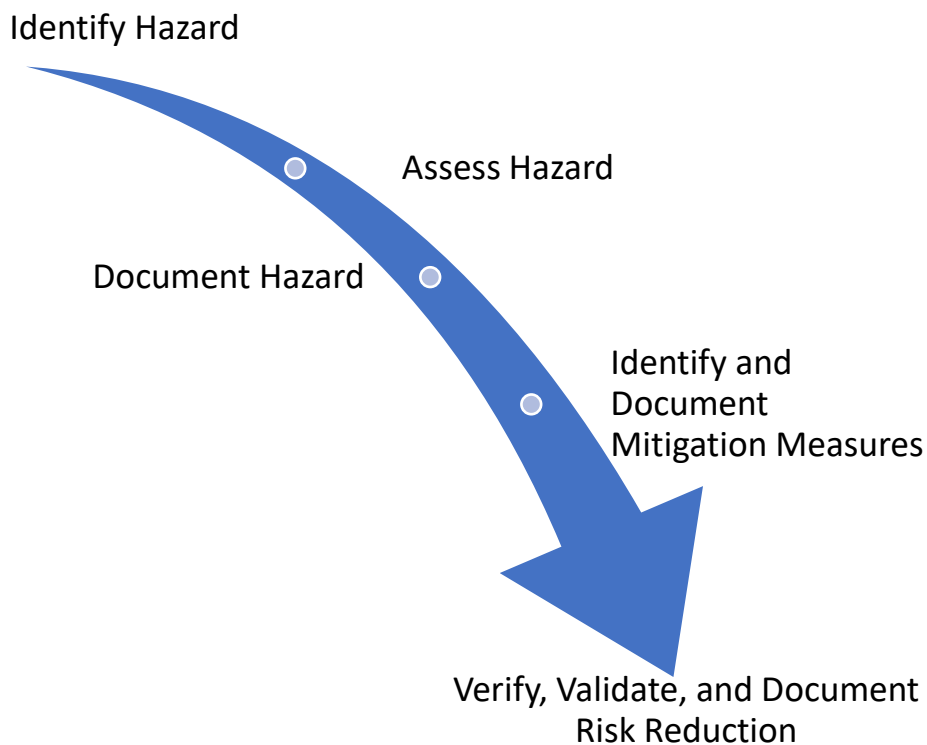 Identify Hazard
Assess Hazard
Document Hazard
Identify and
Document
Mitigation Measures
Verify, Validate, and Document
Risk Reduction